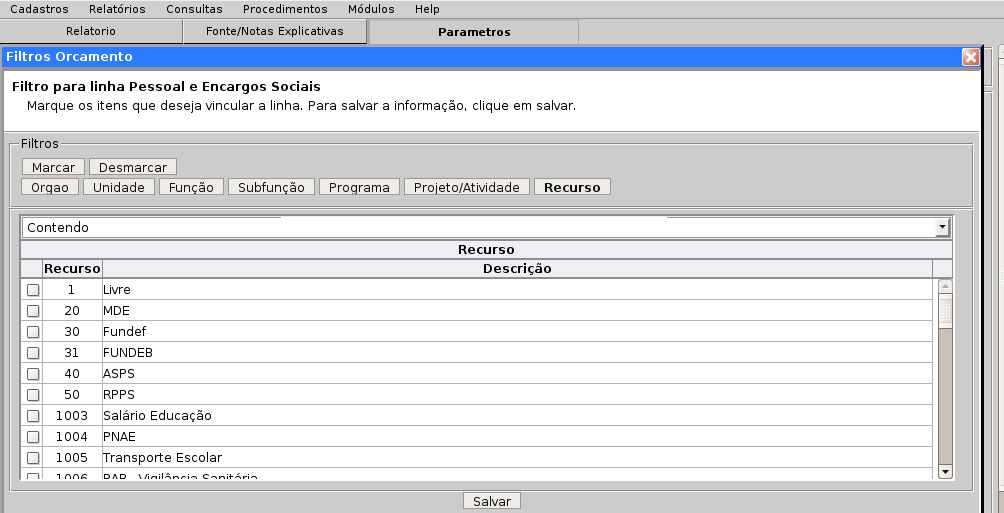 Cadastros Relatórios Consultas Procedimentos Módulos Help
Relatorio Fonte/Notas Explicativas Parametros
Filtros Orcamento
Filtro para linha Pessoal e Encargos Sociais
Marque os itens que deseja vincular a linha. Para salvar a informação, clique em salvar.
Filtros
Marcar Desmarcar
Orgao Unidade Função Subfunção Programa Projeto/Atividade Recurso
Contendo
Recurso
Recurso Descrição
1 Livre
20 MDE
30 Fundef
31 FUNDEB
40 ASPS
50 RPPS
1003 Salário Educação
1004 PNAE
1005 Transporte Escolar
1006 PAB - Vigilância Sanitária
Salvar